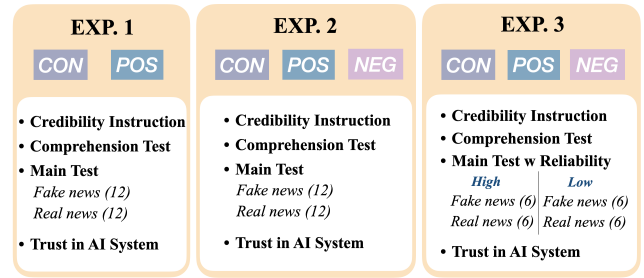 EXP. 1
CON POS
• Credibility Instruction
• Comprehension Test
• Main Test
Fake news (12)
Real news (12)
• Trust in AI System
EXP. 2
CON POS NEG
• Credibility Instruction
• Comprehension Test
• Main Test
Fake news (12)
Real news (12)
• Trust in AI System
EXP. 3
CON POS NEG
• Credibility Instruction
• Comprehension Test
• Main Test w Reliability
High Low
Fake news (6) Fake news (6)
Real news (6) Real news (6)
• Trust in AI System